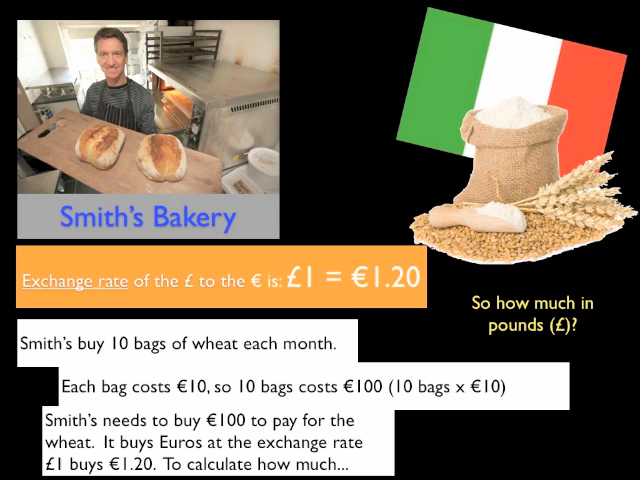 Smith's Bakery
Exchange rate of the £ to the € is: £1 = €1.20
So how much in
pounds (£)?
Smith's buy 10 bags of wheat each month.
Each bag costs €10, so 10 bags costs €100 (10 bags x €10)
Smith's needs to buy €100 to pay for the
wheat.  It buys Euros at the exchange rate
£1 buys €1.20.  To calculate how much...